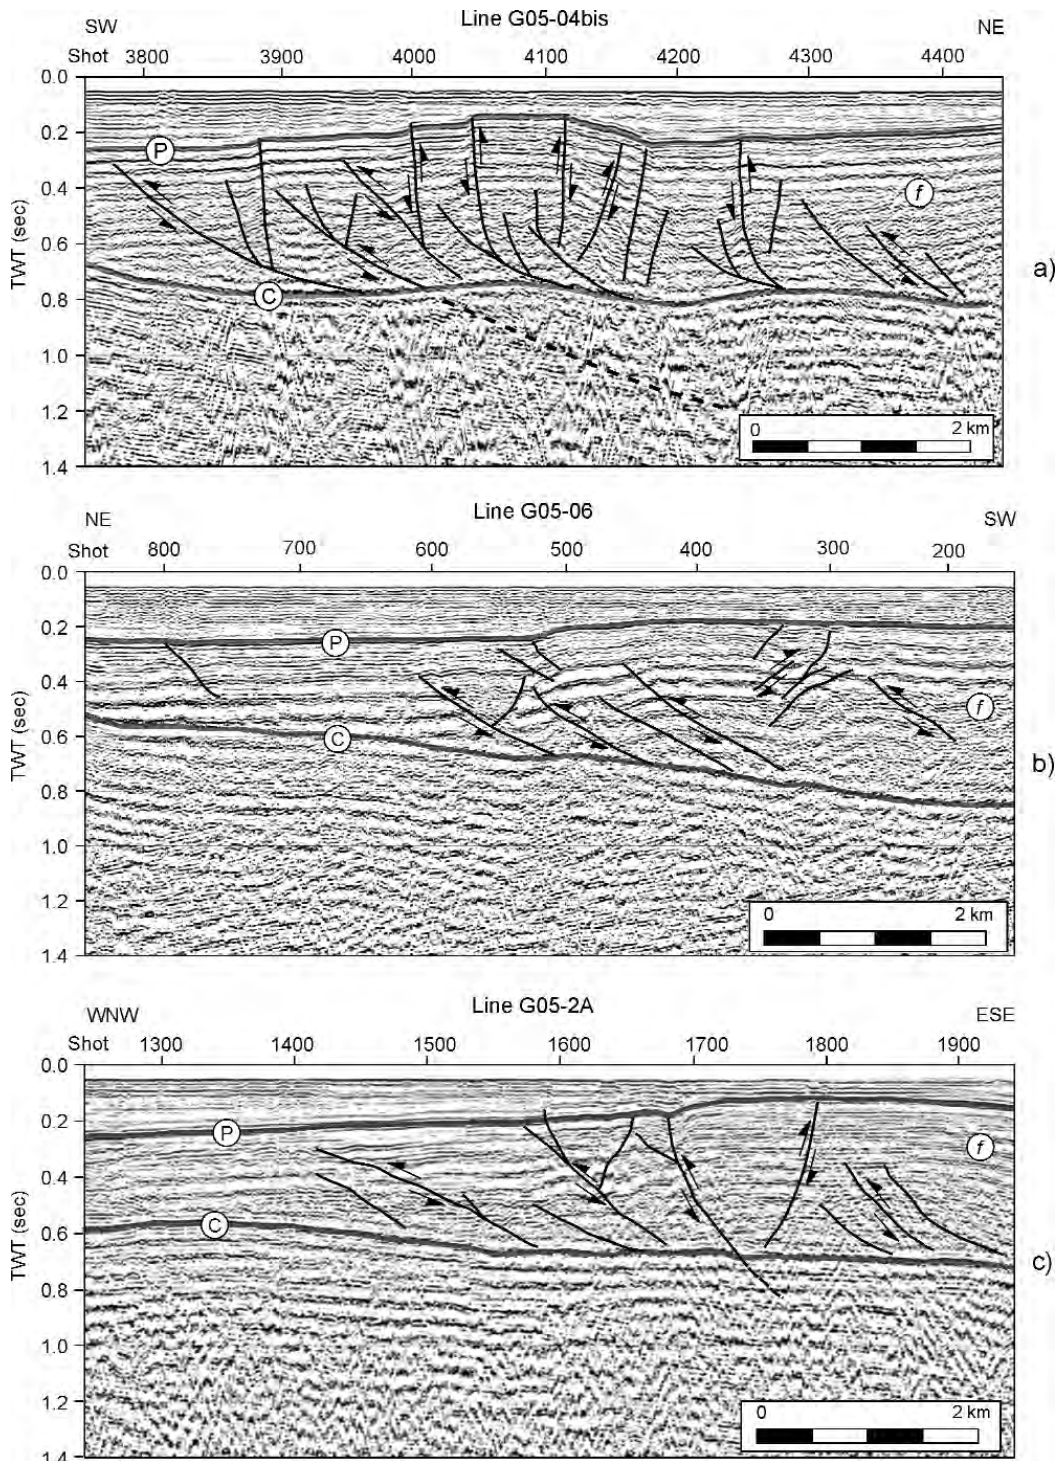 Line G05-04bis
SW NE
Shot 3800 3900 4000 4100 4200 4300 4400
0.0
0.2
P
0.4
f
TWT (sec)
0.6
0.8
C
a)
1.0
1.2
0 2 km
1.4
Line G05-06
NE SW
Shot 800 700 600 500 400 300 200
0.0
0.2
P
0.4
f
TWT (sec)
0.6
C
b)
0.8
1.0
1.2
0 2 km
1.4
Line G05-2A
WNW ESE
Shot 1300 1400 1500 1600 1700 1800 1900
0.0
0.2
P
f
0.4
TWT (sec)
C
0.6
c)
0.8
1.0
1.2
0 2 km
1.4